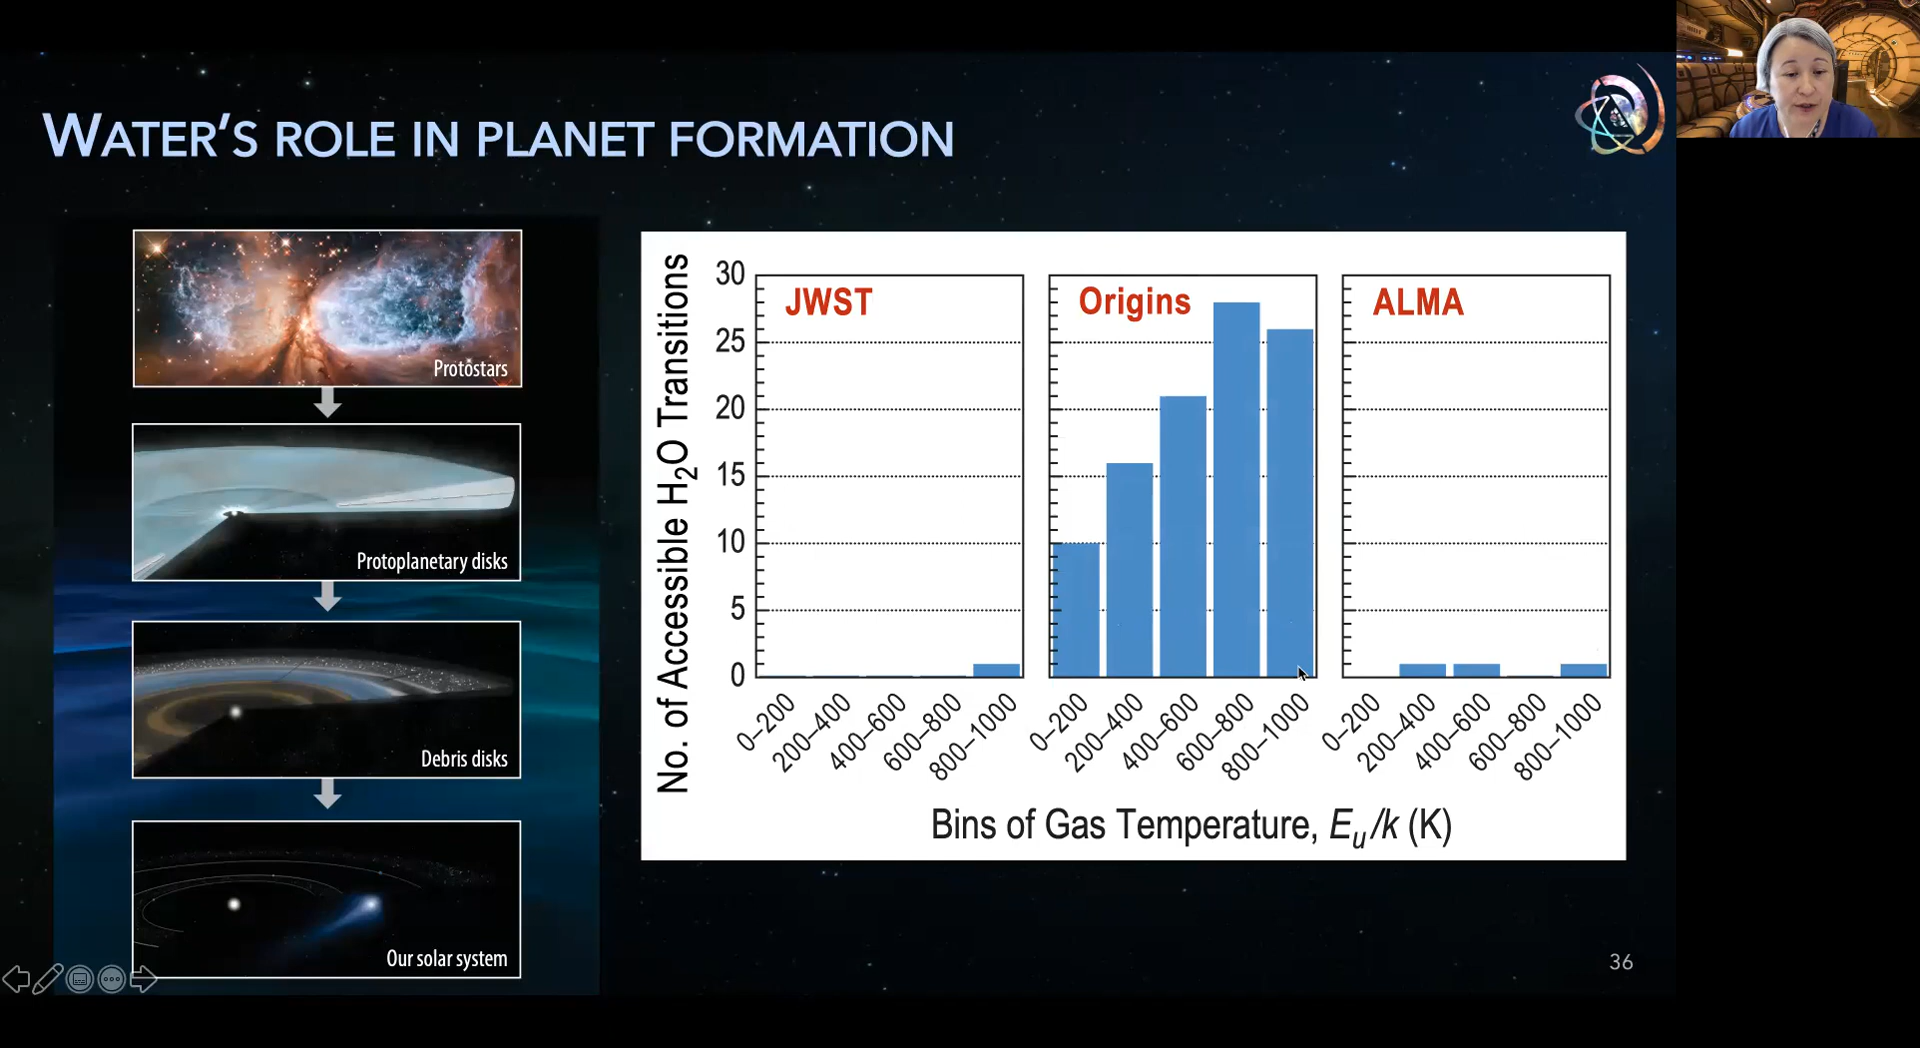 WATER'S ROLE IN PLANET FORMATION
Protostars
Protoplanetary disks
Debris disks
Our solar system
No. of Accessible H₂O Transitions
30
25
20
15
10
5
0
JWST
Origins
ALMA
0–200
200–400
400–600
600–800
800–1000
0–200
200–400
400–600
600–800
800–1000
0–200
200–400
400–600
600–800
800–1000
Bins of Gas Temperature, Eᵤ/k (K)
36